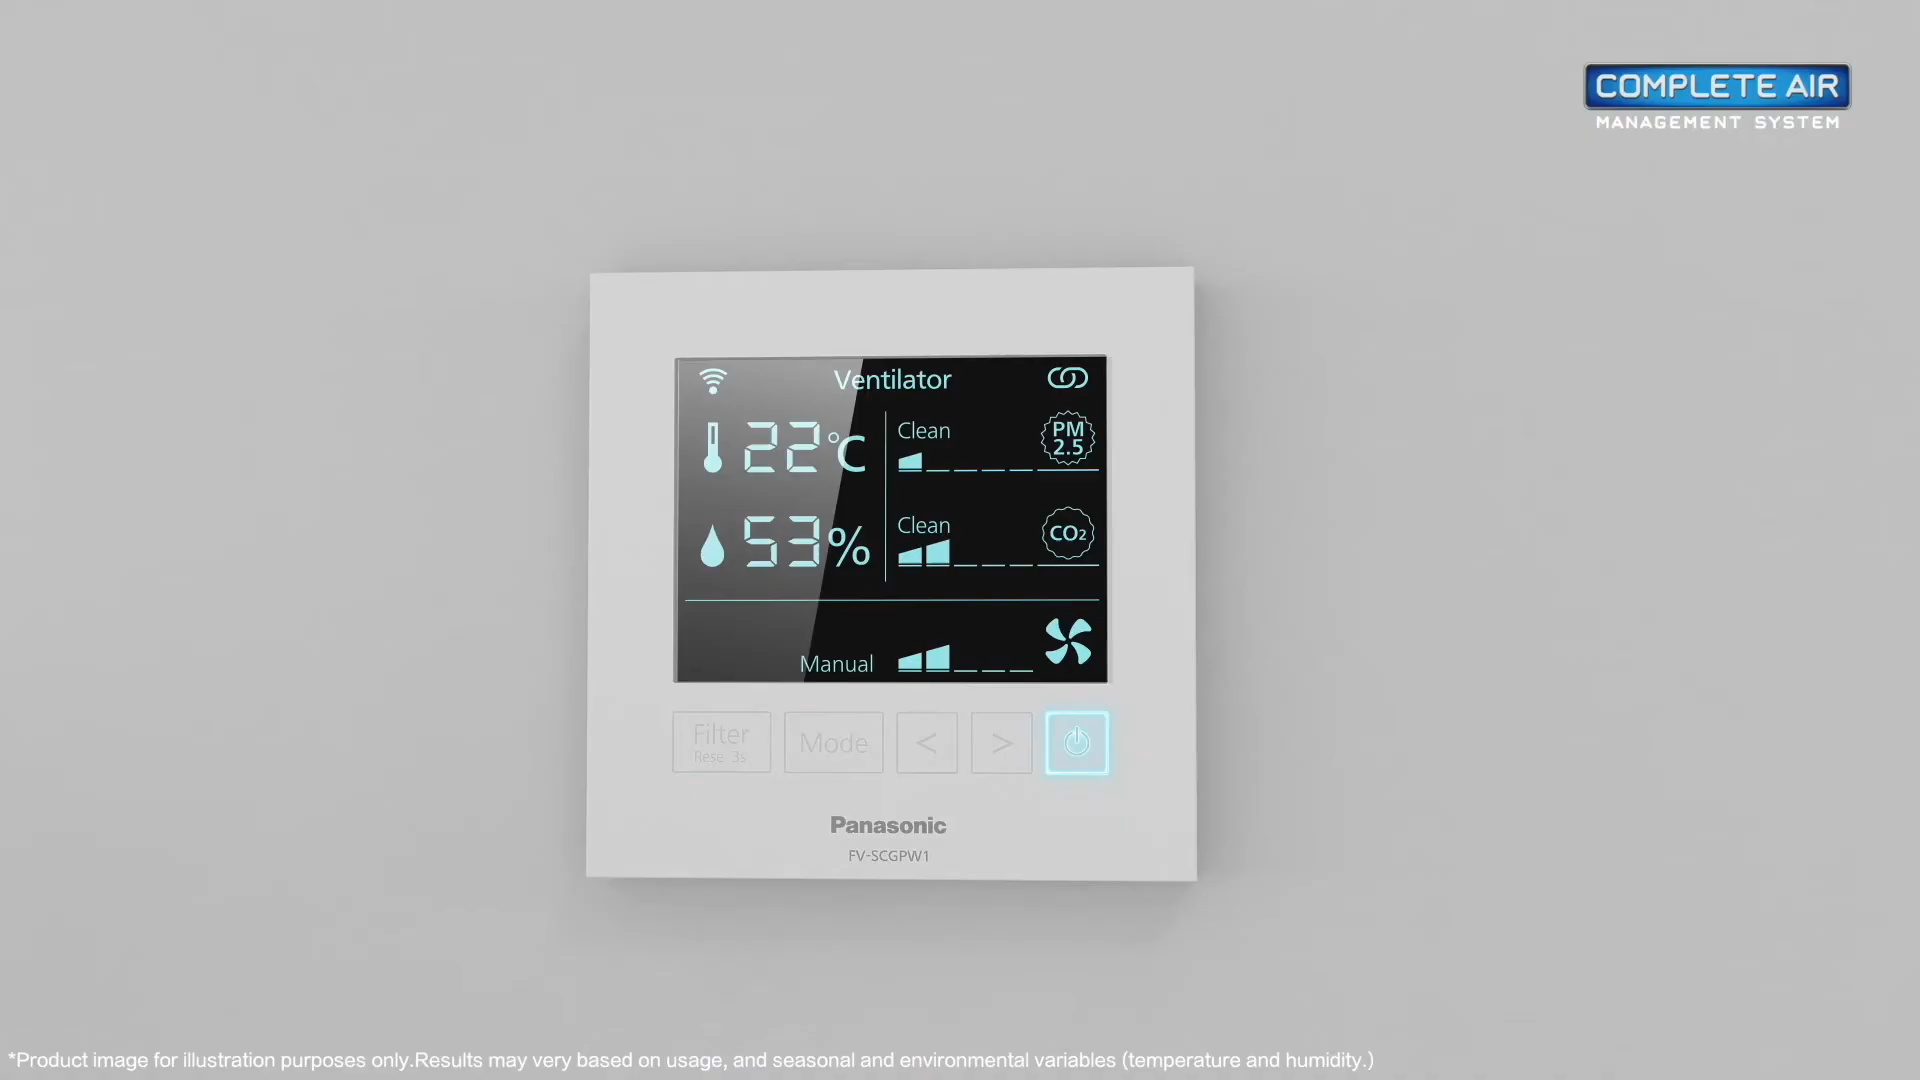 COMPLETE AIR
MANAGEMENT SYSTEM
Ventilator
22°C
Clean
PM
2.5
53%
Clean
CO2
Manual
Filter
Rese 3s
Mode
<
>
Panasonic
FV-SCGPW1
*Product image for illustration purposes only.Results may very based on usage, and seasonal and environmental variables (temperature and humidity.)